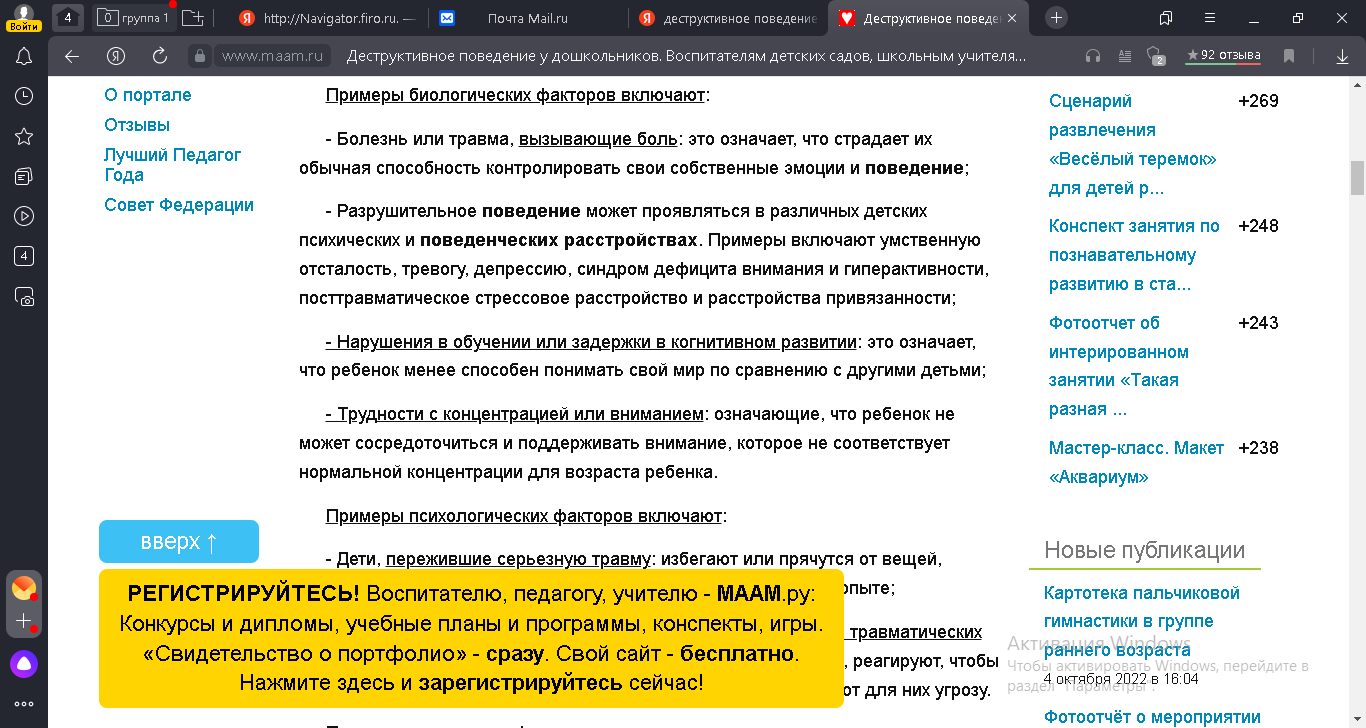 Войти
4
0 группа 1
http://Navigator.firo.ru. —
Почта Mail.ru
деструктивное поведение
Деструктивное поведен
www.maam.ru
Деструктивное поведение у дошкольников. Воспитателям детских садов, школьным учителя...
2
★ 92 отзыва
4
О портале
Отзывы
Лучший Педагог
Года
Совет Федерации
Примеры биологических факторов включают:
- Болезнь или травма, вызывающие боль: это означает, что страдает их
обычная способность контролировать свои собственные эмоции и поведение;
- Разрушительное поведение может проявляться в различных детских
психических и поведенческих расстройствах. Примеры включают умственную
отсталость, тревогу, депрессию, синдром дефицита внимания и гиперактивности,
посттравматическое стрессовое расстройство и расстройства привязанности;
- Нарушения в обучении или задержки в когнитивном развитии: это означает,
что ребенок менее способен понимать свой мир по сравнению с другими детьми;
- Трудности с концентрацией или вниманием: означающие, что ребенок не
может сосредоточиться и поддерживать внимание, которое не соответствует
нормальной концентрации для возраста ребенка.
Примеры психологических факторов включают:
- Дети, пережившие серьезную травму: избегают или прячутся от вещей,
опыте;
травматических
, реагируют, чтобы
от для них угрозу.
вверх ↑
РЕГИСТРИРУЙТЕСЬ! Воспитателю, педагогу, учителю - МААМ.ру:
Конкурсы и дипломы, учебные планы и программы, конспекты, игры.
«Свидетельство о портфолио» - сразу. Свой сайт - бесплатно.
Нажмите здесь и зарегистрируйтесь сейчас!
Сценарий +269
развлечения
«Весёлый теремок»
для детей р...
Конспект занятия по +248
познавательному
развитию в ста...
Фотоотчет об +243
интерированном
занятии «Такая
разная ...
Мастер-класс. Макет +238
«Аквариум»
Новые публикации
Картотека пальчиковой
гимнастики в группе
раннего возраста
4 октября 2022 в 16:04
Фотоотчёт о мероприятии
Активация Windows
Чтобы активировать Windows, перейдите в
раздел "Параметры".